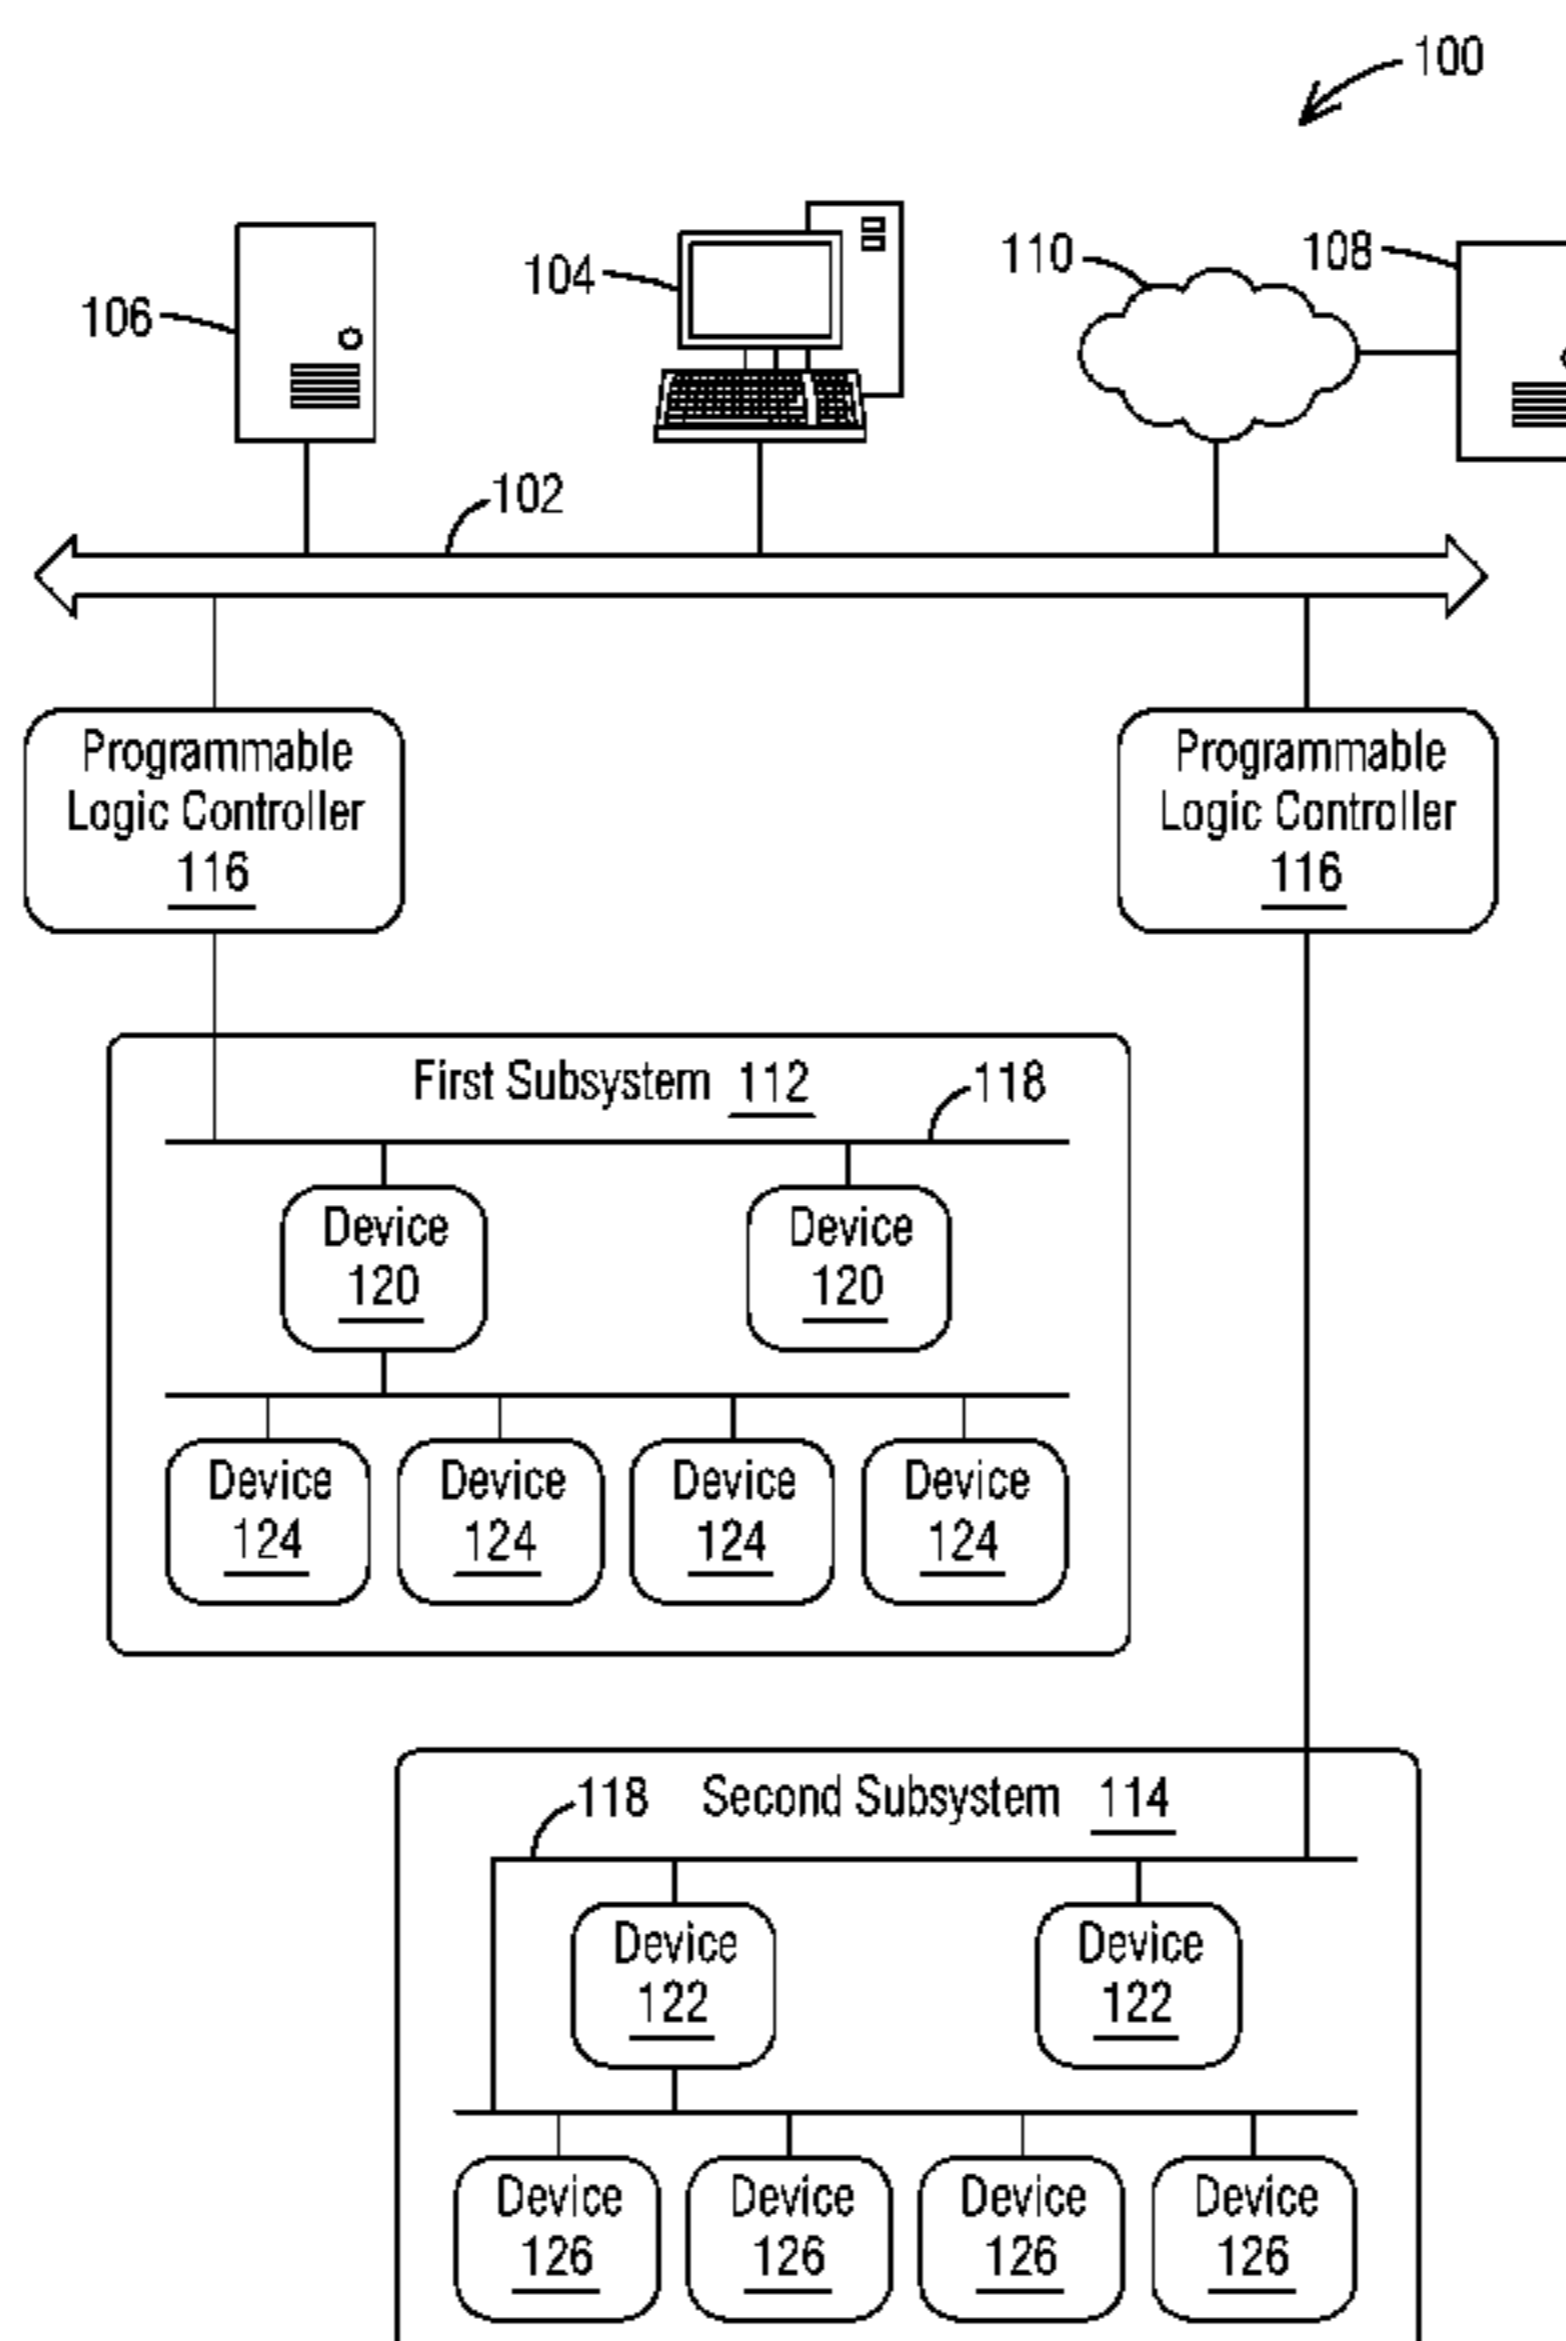 100
106
104
110
108
102
Programmable
Logic Controller
116
Programmable
Logic Controller
116
First Subsystem 112
118
Device
120
Device
120
Device
124
Device
124
Device
124
Device
124
118
Second Subsystem 114
Device
122
Device
122
Device
126
Device
126
Device
126
Device
126